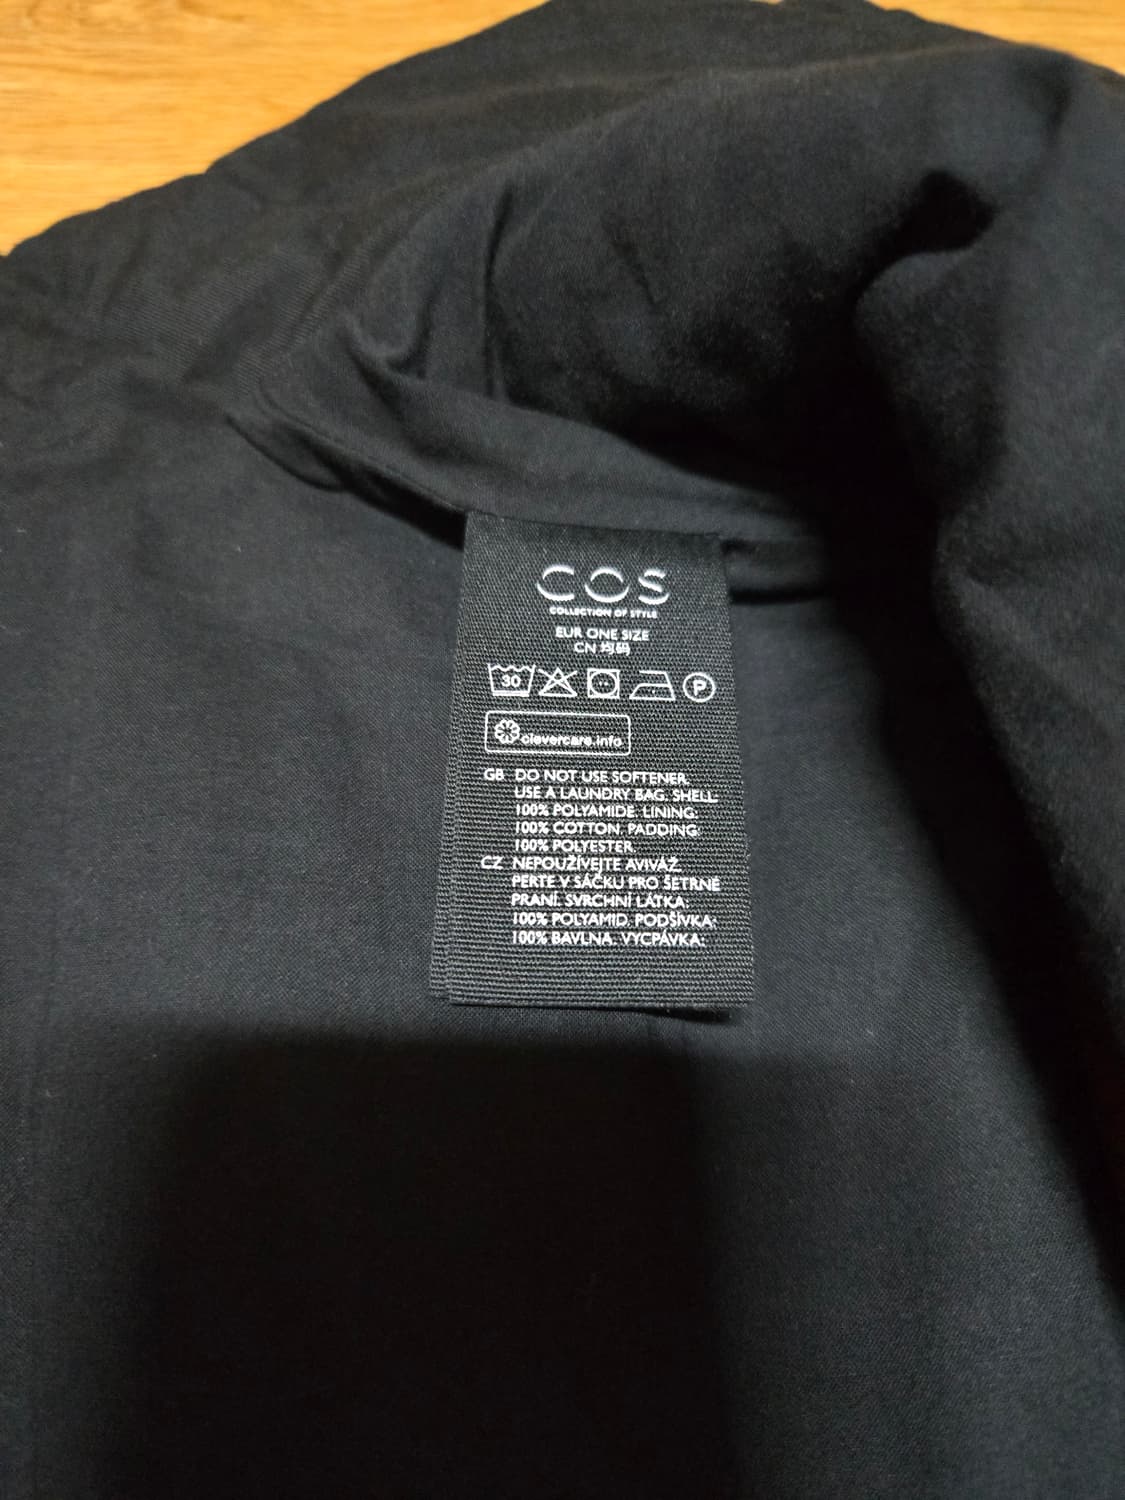 COS
COLLECTION OF STYLE
EUR ONE SIZE
CN 均码
30
P
clevercare.info
GB DO NOT USE SOFTENER.
USE A LAUNDRY BAG. SHELL:
100% POLYAMIDE. LINING:
100% COTTON. PADDING:
100% POLYESTER.
CZ NEPOUŽÍVEJTE AVIVÁŽ.
PERTE V SÁČKU PRO ŠETRNÉ
PRANÍ. SVRCHNÍ LÁTKA:
100% POLYAMID. PODŠÍVKA:
100% BAVLNA. VYCPÁVKA: